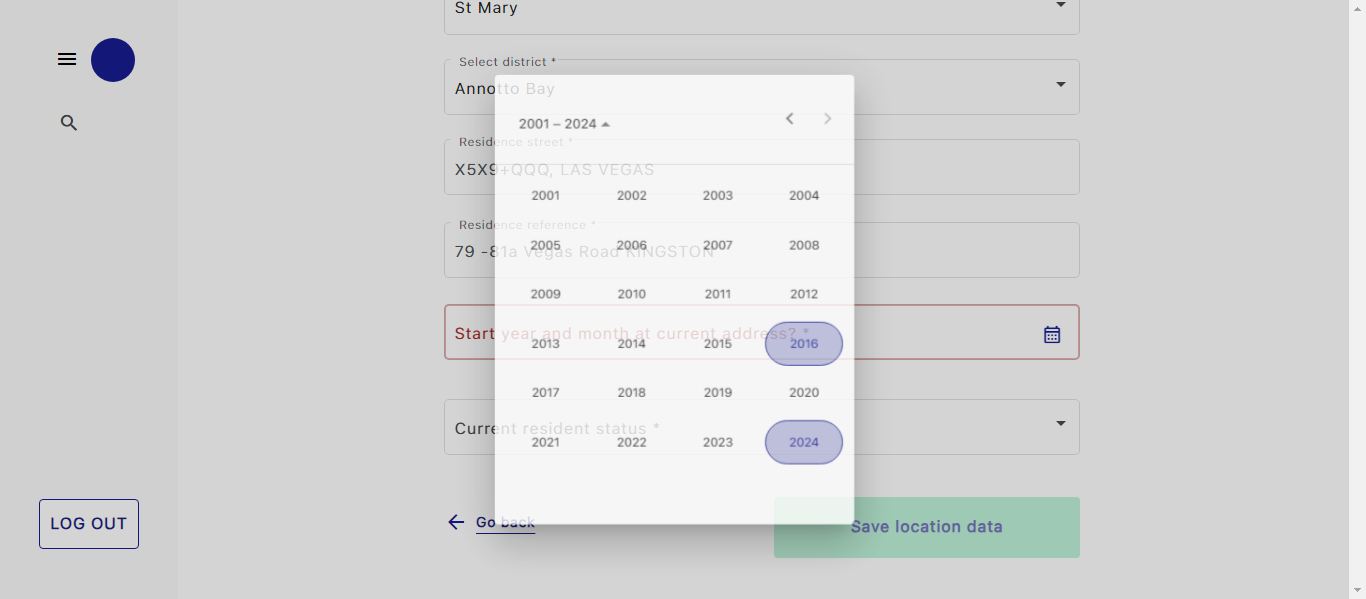 St Mary
Select district *
Annotto Bay
2001 – 2024
Residence street *
X5X9+QQQ, LAS VEGAS
2001 2002 2003 2004
Residence reference *
79 -81a Vegas Road KINGSTON
2005 2006 2007 2008
2009 2010 2011 2012
Start year and month at current address? *
2013 2014 2015 2016
2017 2018 2019 2020
Current resident status *
2021 2022 2023 2024
LOG OUT
Go back
Save location data